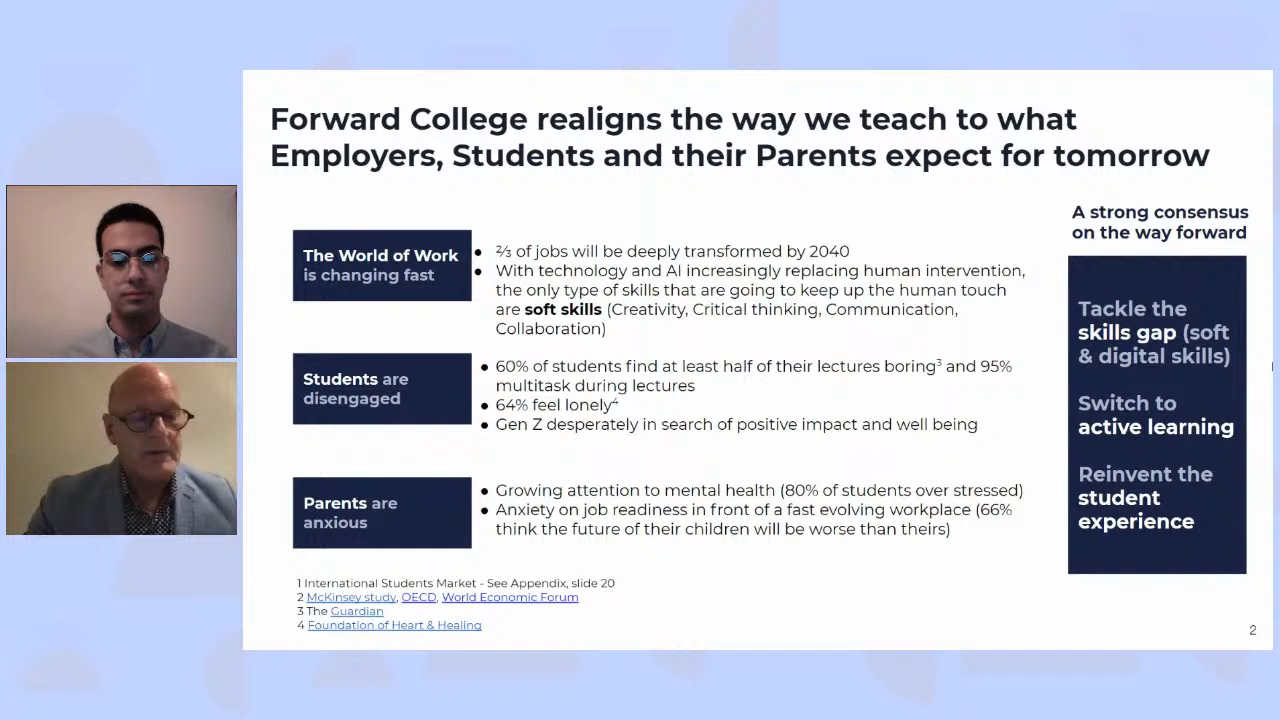 Forward College realigns the way we teach to what
Employers, Students and their Parents expect for tomorrow
The World of Work
is changing fast
● ⅔ of jobs will be deeply transformed by 2040
● With technology and AI increasingly replacing human intervention,
the only type of skills that are going to keep up the human touch
are soft skills (Creativity, Critical thinking, Communication,
Collaboration)
Students are
disengaged
● 60% of students find at least half of their lectures boring³ and 95%
multitask during lectures
● 64% feel lonely⁴
● Gen Z desperately in search of positive impact and well being
Parents are
anxious
● Growing attention to mental health (80% of students over stressed)
● Anxiety on job readiness in front of a fast evolving workplace (66%
think the future of their children will be worse than theirs)
A strong consensus
on the way forward
Tackle the
skills gap (soft
& digital skills)
Switch to
active learning
Reinvent the
student
experience
1 International Students Market - See Appendix, slide 20
2 McKinsey study, OECD, World Economic Forum
3 The Guardian
4 Foundation of Heart & Healing
2